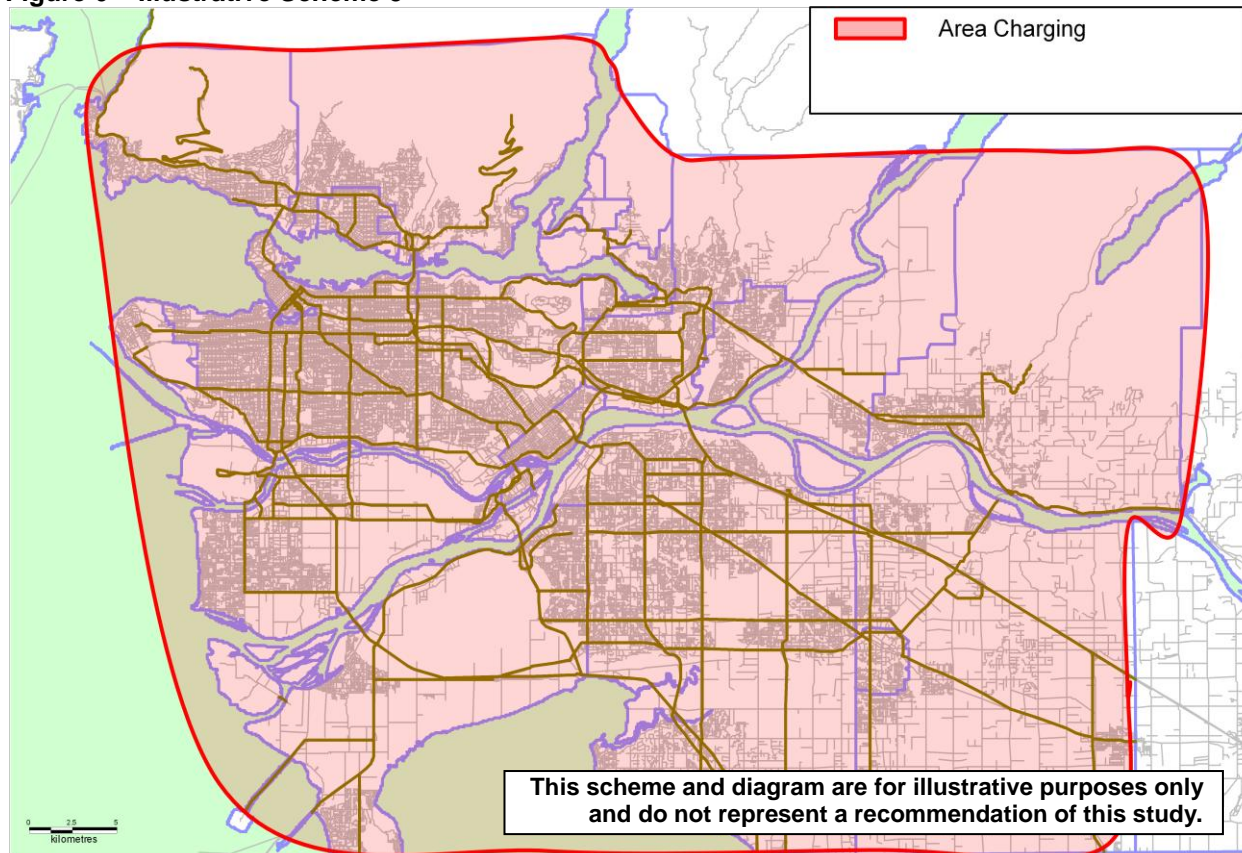 Area Charging
This scheme and diagram are for illustrative purposes only
and do not represent a recommendation of this study.
0 2.5 5
kilometres